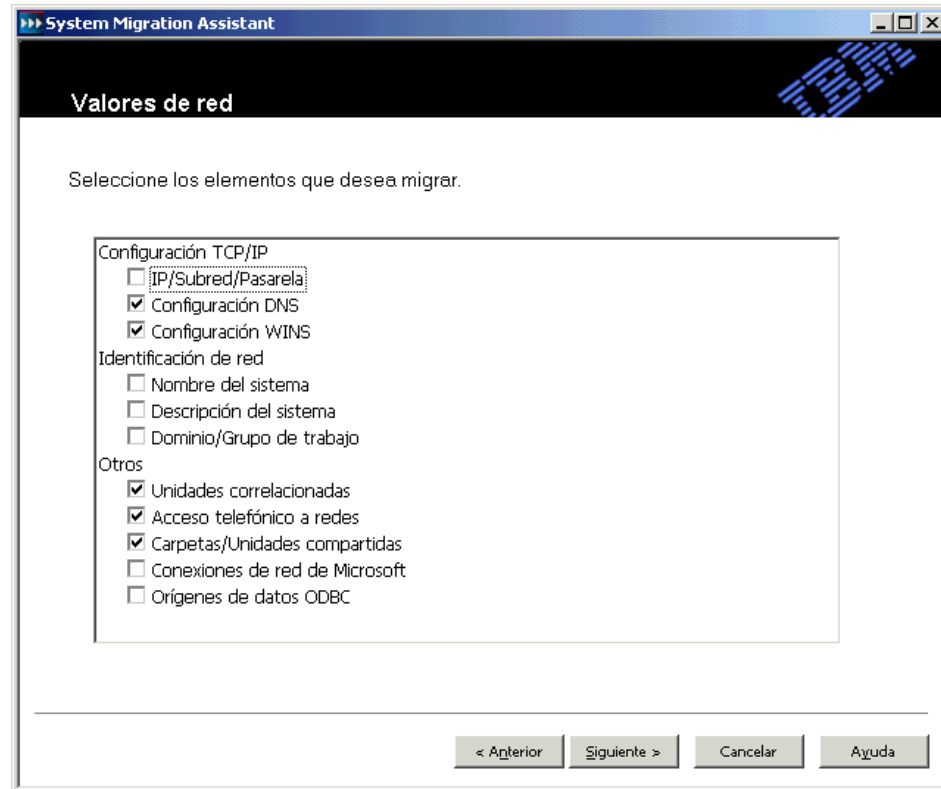 System Migration Assistant
IBM
Valores de red
Seleccione los elementos que desea migrar.
Configuración TCP/IP
IP/Subred/Pasarela
Configuración DNS
Configuración WINS
Identificación de red
Nombre del sistema
Descripción del sistema
Dominio/Grupo de trabajo
Otros
Unidades correlacionadas
Acceso telefónico a redes
Carpetas/Unidades compartidas
Conexiones de red de Microsoft
Orígenes de datos ODBC
< Anterior Siguiente > Cancelar Ayuda